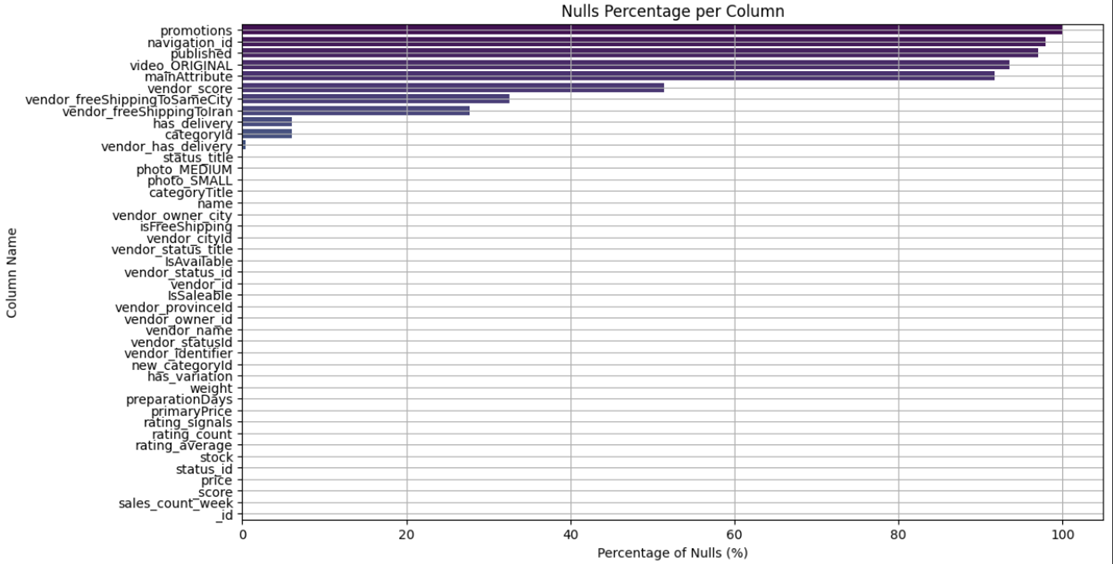 Nulls Percentage per Column
promotions
navigation_id
published
video_ORIGINAL
mainAttribute
vendor_score
vendor_freeShippingToSameCity
vendor_freeShippingToIran
has_delivery
categoryId
vendor_has_delivery
status_title
photo_MEDIUM
photo_SMALL
categoryTitle
name
vendor_owner_city
isFreeShipping
vendor_cityId
vendor_status_title
IsAvailable
vendor_status_id
vendor_id
IsSaleable
vendor_provinceId
vendor_owner_id
vendor_name
vendor_statusId
vendor_identifier
new_categoryId
has_variation
weight
preparationDays
primaryPrice
rating_signals
rating_count
rating_average
stock
status_id
price
score
sales_count_week
_id
Column Name
0 20 40 60 80 100
Percentage of Nulls (%)